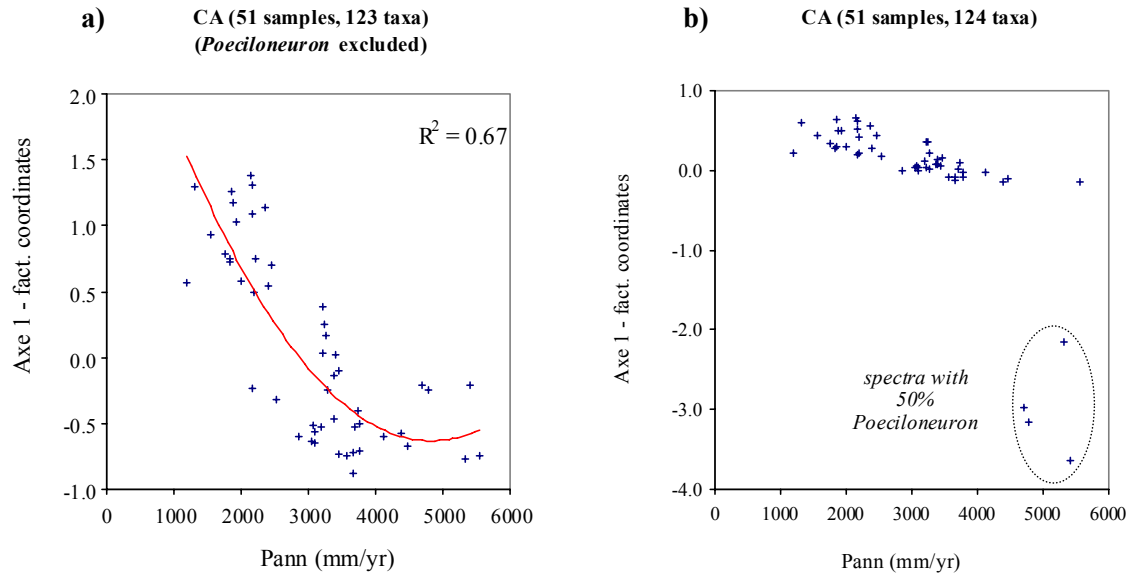 a)
CA (51 samples, 123 taxa)
(Poeciloneuron excluded)
2.0
1.5
1.0
0.5
0.0
-0.5
-1.0
Axe 1 - fact. coordinates
R² = 0.67
0 1000 2000 3000 4000 5000 6000
Pann (mm/yr)
b)
CA (51 samples, 124 taxa)
1.0
0.0
-1.0
-2.0
-3.0
-4.0
Axe 1 - fact. coordinates
spectra with
50%
Poeciloneuron
0 1000 2000 3000 4000 5000 6000
Pann (mm/yr)